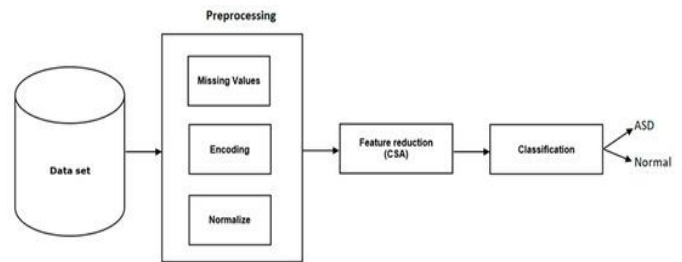 Preprocessing
Data set
Missing Values
Encoding
Normalize
Feature reduction
(CSA)
Classification
ASD
Normal